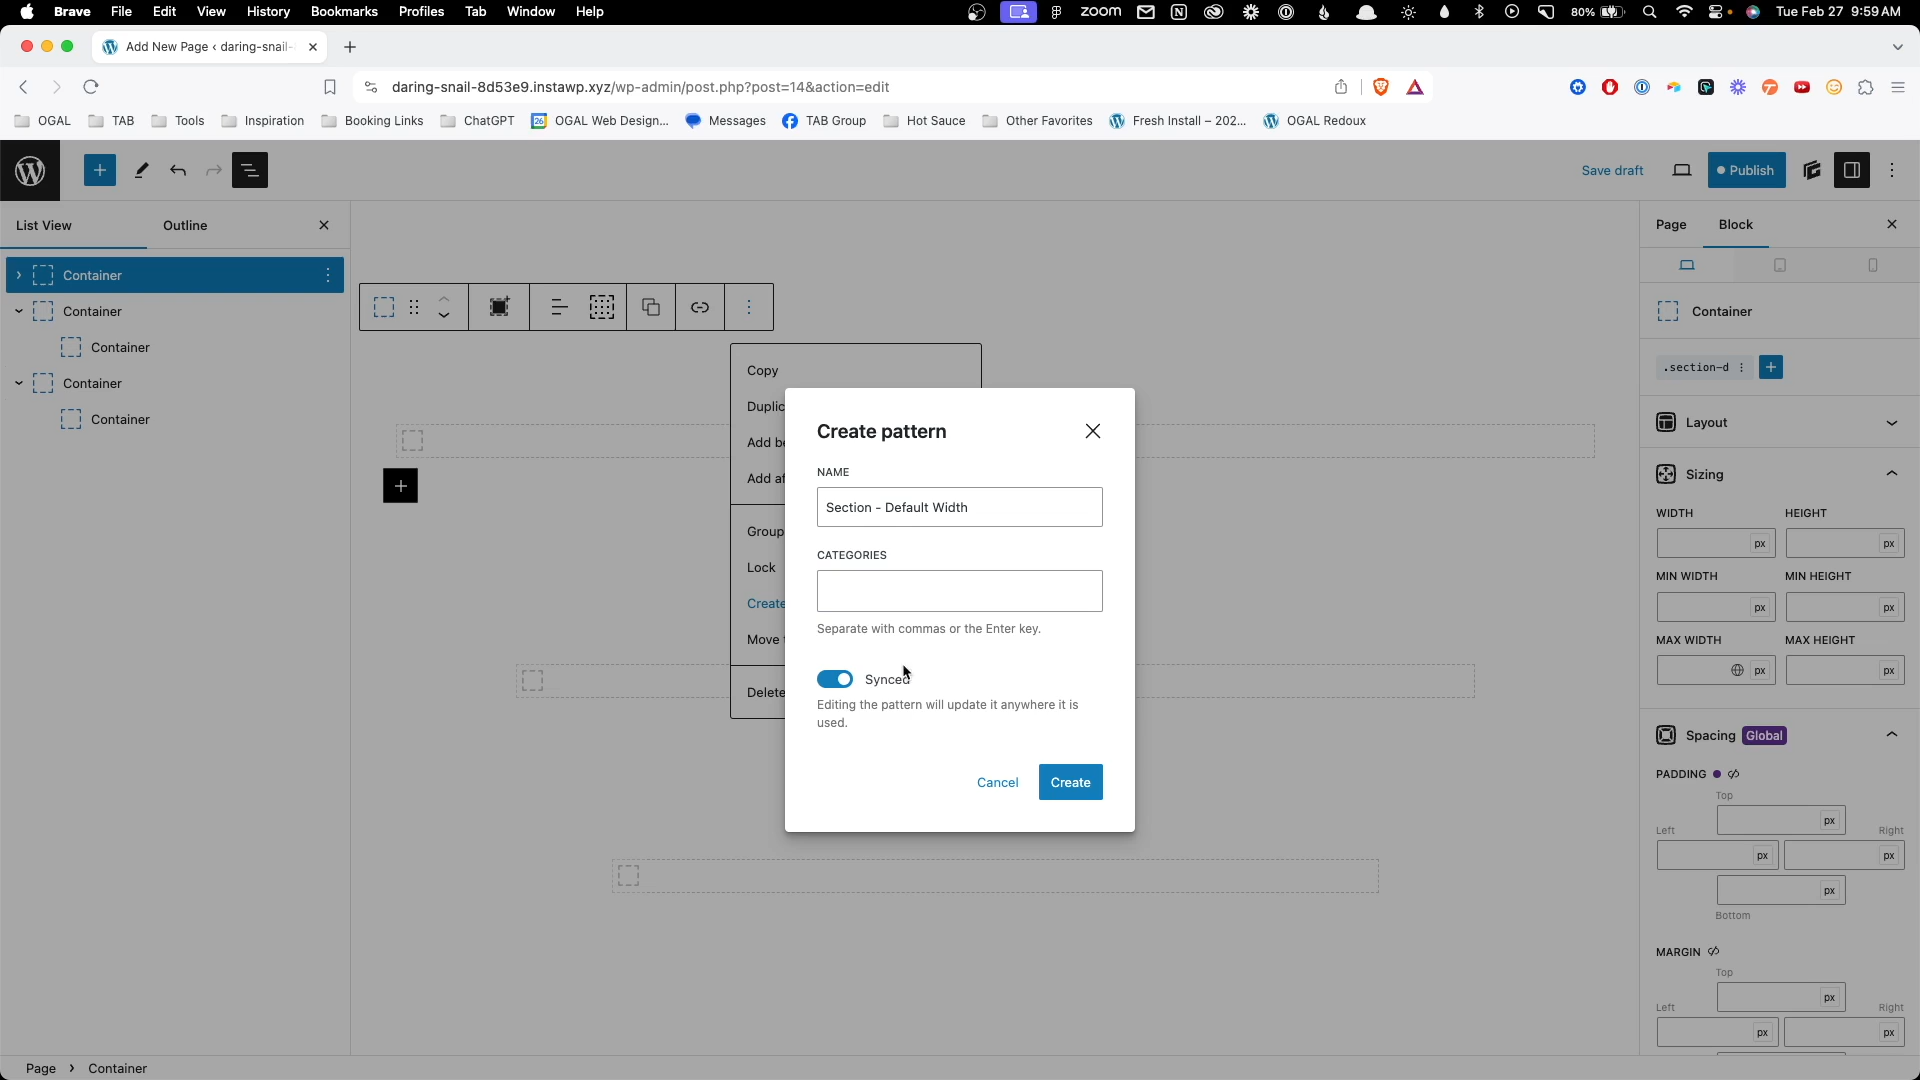 Brave File Edit View History Bookmarks Profiles Tab Window Help
zoom 80% Tue Feb 27 9:59 AM
Add New Page ‹ daring-snail-
daring-snail-8d53e9.instawp.xyz/wp-admin/post.php?post=14&action=edit
OGAL TAB Tools Inspiration Booking Links ChatGPT OGAL Web Design... Messages TAB Group Hot Sauce Other Favorites Fresh Install – 202... OGAL Redoux
Save draft Publish
List View Outline
Container
Container
Container
Container
Container
Copy
Duplic
Add be
Add af
Group
Lock
Create
Move t
Delete
Create pattern
NAME
Section - Default Width
CATEGORIES
Separate with commas or the Enter key.
Synced
Editing the pattern will update it anywhere it is
used.
Cancel Create
Page Block
Container
.section-d
Layout
Sizing
WIDTH HEIGHT
px px
MIN WIDTH MIN HEIGHT
px px
MAX WIDTH MAX HEIGHT
px px
Spacing Global
PADDING
Top
px
Left Right
px px
px
Bottom
MARGIN
Top
px
Left Right
px px
Page › Container